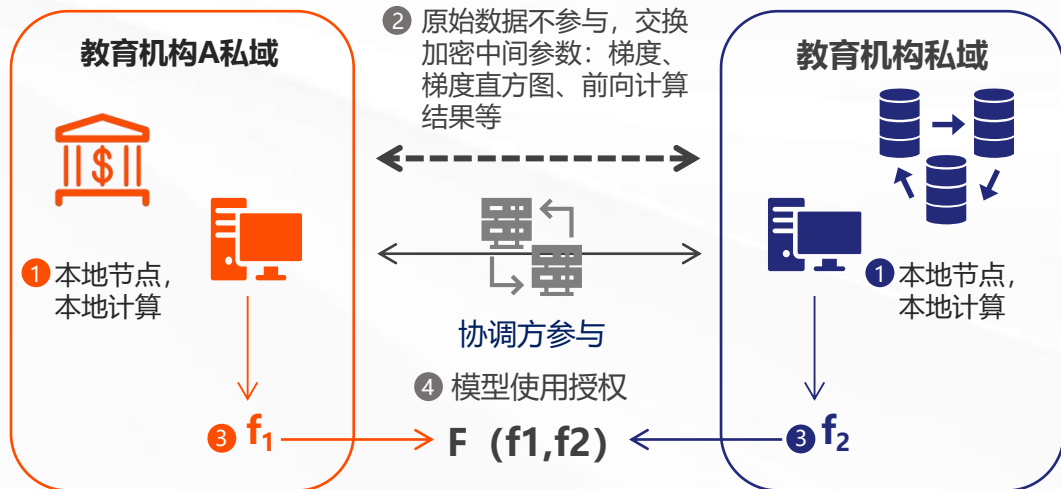 教育机构A私域
$
① 本地节点，
本地计算
③ f₁
② 原始数据不参与，交换
加密中间参数：梯度、
梯度直方图、前向计算
结果等
协调方参与
④ 模型使用授权
F（f1,f2）
教育机构私域
① 本地节点，
本地计算
③ f₂